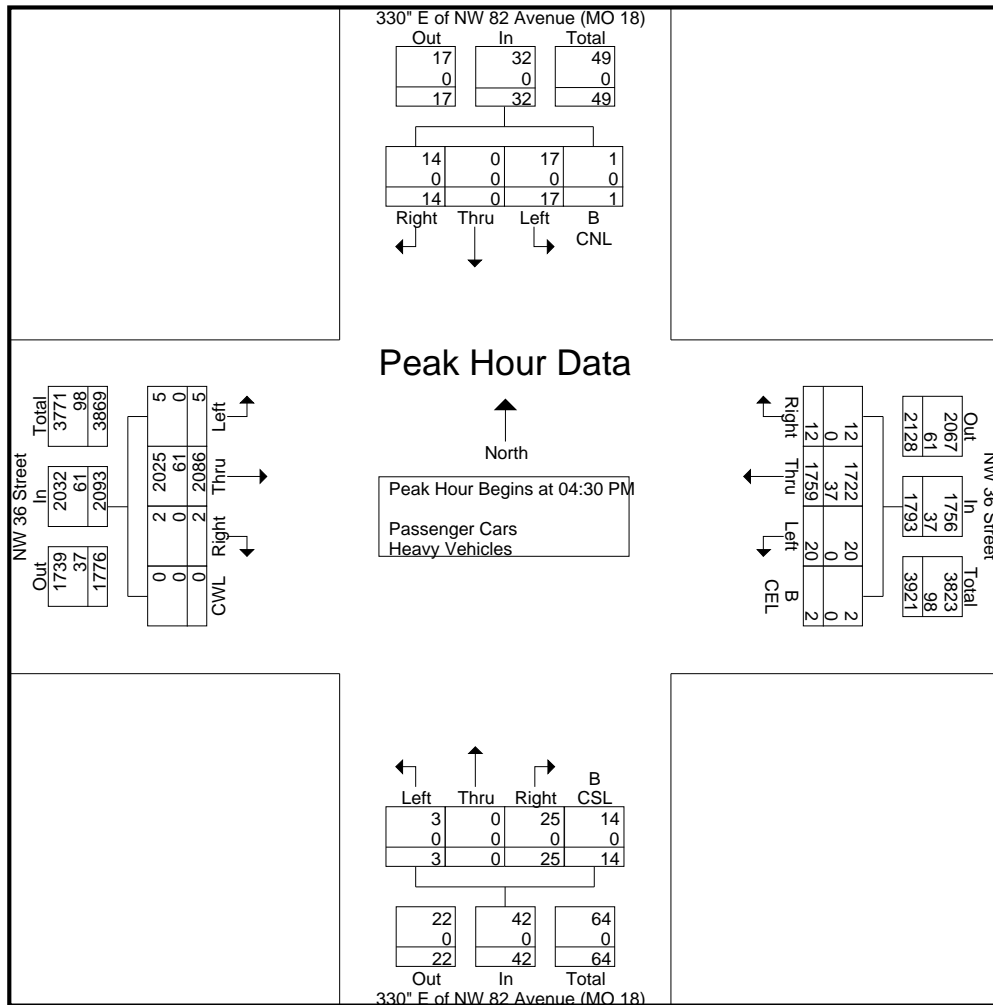 330" E of NW 82 Avenue (MO 18)
Out In Total
17 32 49
0 0 0
17 32 49
14 0 17 1
0 0 0 0
14 0 17 1
Right Thru Left B
CNL
Peak Hour Data
North
Peak Hour Begins at 04:30 PM
Passenger Cars
Heavy Vehicles
NW 36 Street
Out In Total
1739 2032 3771
37 61 98
1776 2093 3869
0 2 2025 5
0 0 61 0
0 2 2086 5
CWL Right Thru Left
NW 36 Street
Out In Total
2067 1756 3823
61 37 98
2128 1793 3921
12 1722 20 2
0 37 0 0
12 1759 20 2
Right Thru Left B
CEL
B
Left Thru Right CSL
3 0 25 14
0 0 0 0
3 0 25 14
22 42 64
0 0 0
22 42 64
Out In Total
330" E of NW 82 Avenue (MO 18)